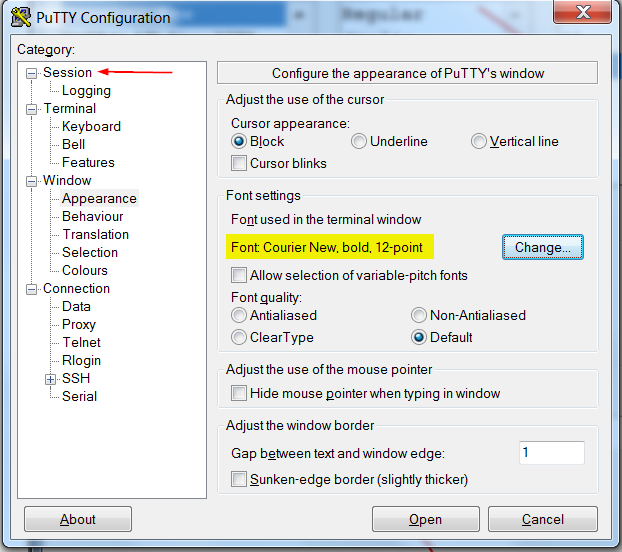 Regular
PuTTY Configuration
X
Category:
Session
Logging
Terminal
Keyboard
Bell
Features
Window
Appearance
Behaviour
Translation
Selection
Colours
Connection
Data
Proxy
Telnet
Rlogin
SSH
Serial
Configure the appearance of PuTTY's window
Adjust the use of the cursor
Cursor appearance:
Block Underline Vertical line
Cursor blinks
Font settings
Font used in the terminal window
Font: Courier New, bold, 12-point Change...
Allow selection of variable-pitch fonts
Font quality:
Antialiased Non-Antialiased
ClearType Default
Adjust the use of the mouse pointer
Hide mouse pointer when typing in window
Adjust the window border
Gap between text and window edge: 1
Sunken-edge border (slightly thicker)
About Open Cancel